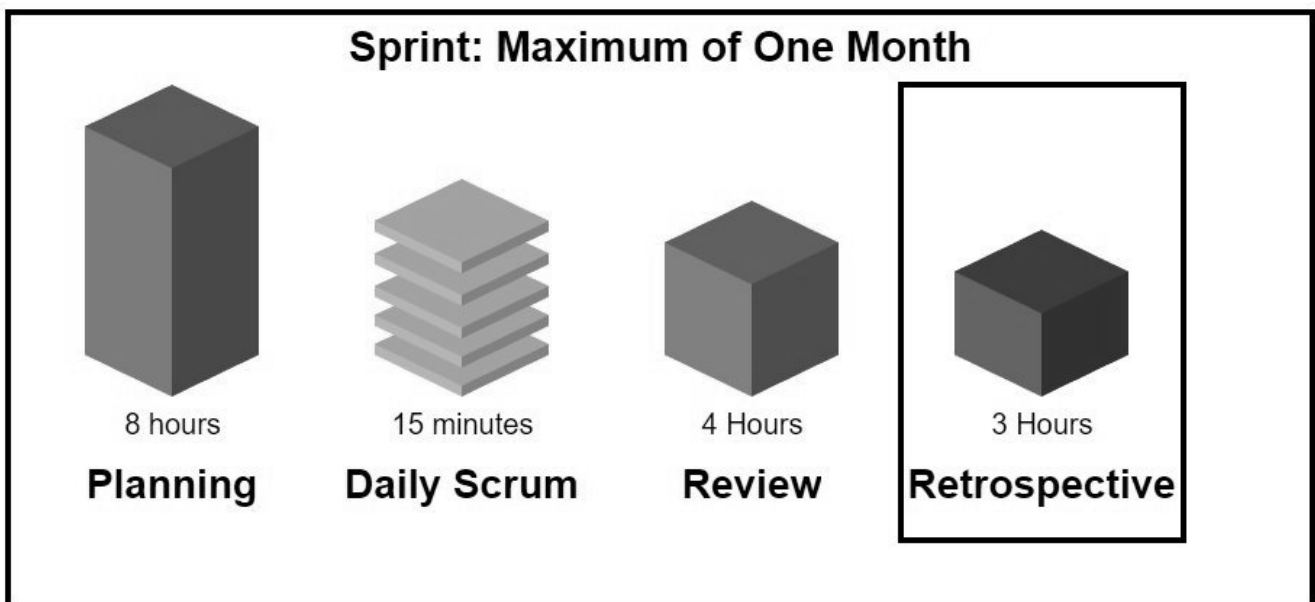 Sprint: Maximum of One Month
8 hours
15 minutes
4 Hours
3 Hours
Planning
Daily Scrum
Review
Retrospective